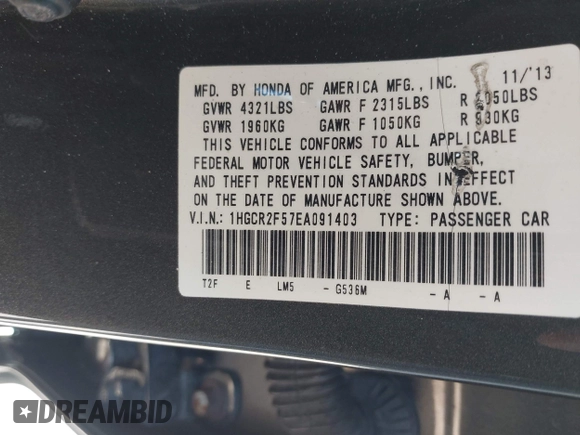 MFD. BY HONDA OF AMERICA MFG., INC. 11/'13
GVWR 4321LBS GAWR F 2315LBS R 2050LBS
GVWR 1960KG GAWR F 1050KG R 930KG
THIS VEHICLE CONFORMS TO ALL APPLICABLE
FEDERAL MOTOR VEHICLE SAFETY, BUMPER,
AND THEFT PREVENTION STANDARDS IN EFFECT
ON THE DATE OF MANUFACTURE SHOWN ABOVE.
V.I.N.: 1HGCR2F57EA091403 TYPE: PASSENGER CAR
T2F E LM5 - G536M - A - A
DREAMBID